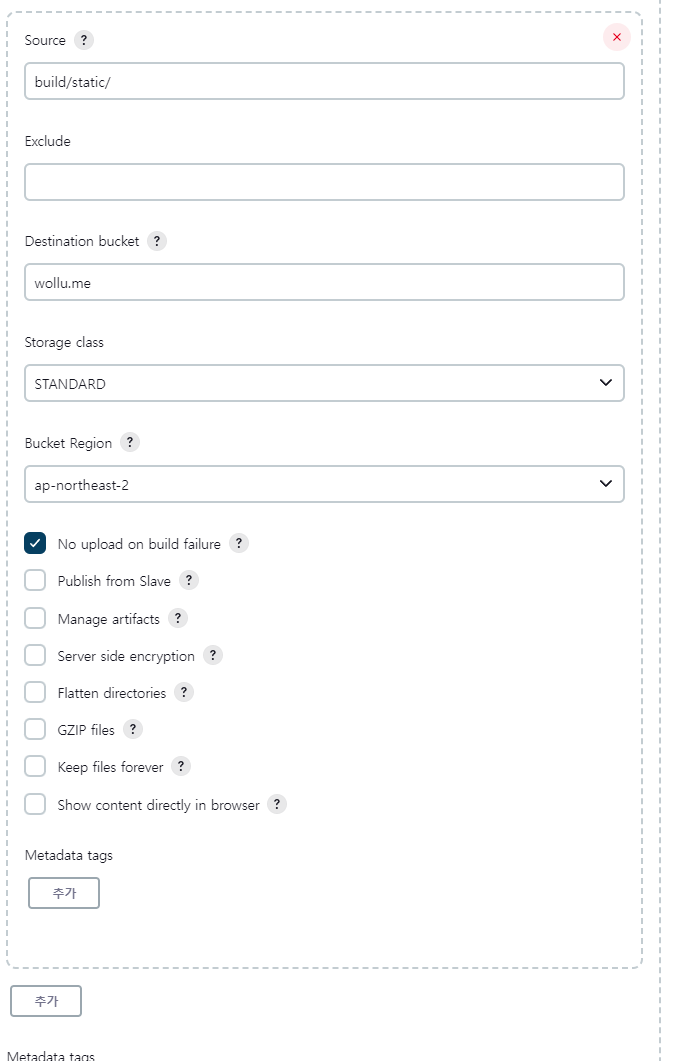 Source ?
build/static/
Exclude
Destination bucket ?
wollu.me
Storage class
STANDARD
Bucket Region ?
ap-northeast-2
No upload on build failure ?
Publish from Slave ?
Manage artifacts ?
Server side encryption ?
Flatten directories ?
GZIP files ?
Keep files forever ?
Show content directly in browser ?
Metadata tags
추가
추가
Metadata tags